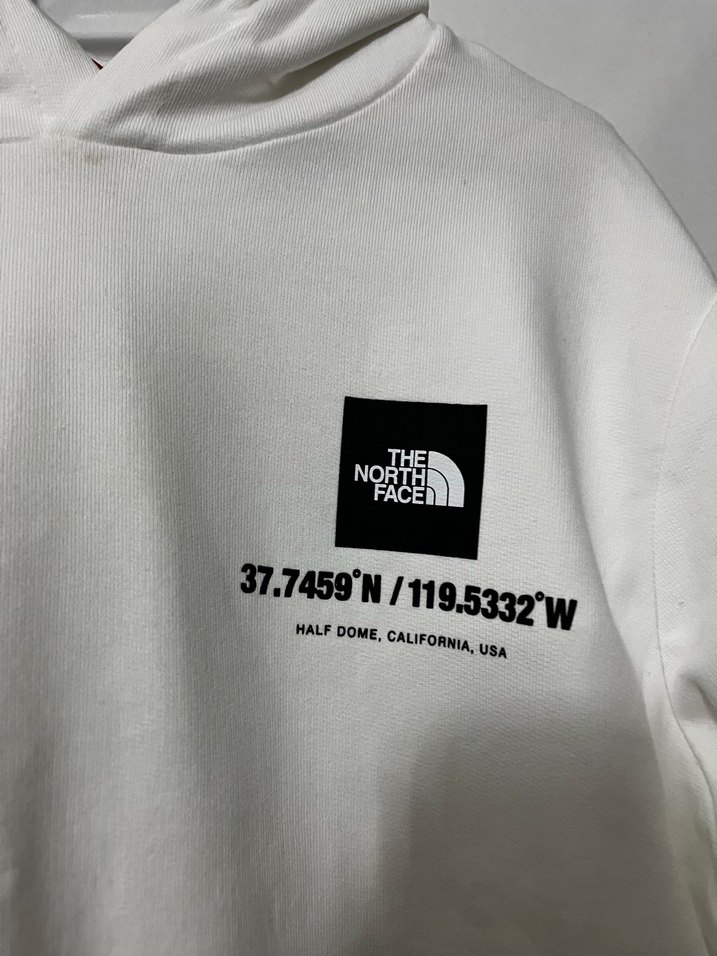 THE
NORTH
FACE
37.7459°N / 119.5332°W
HALF DOME, CALIFORNIA, USA